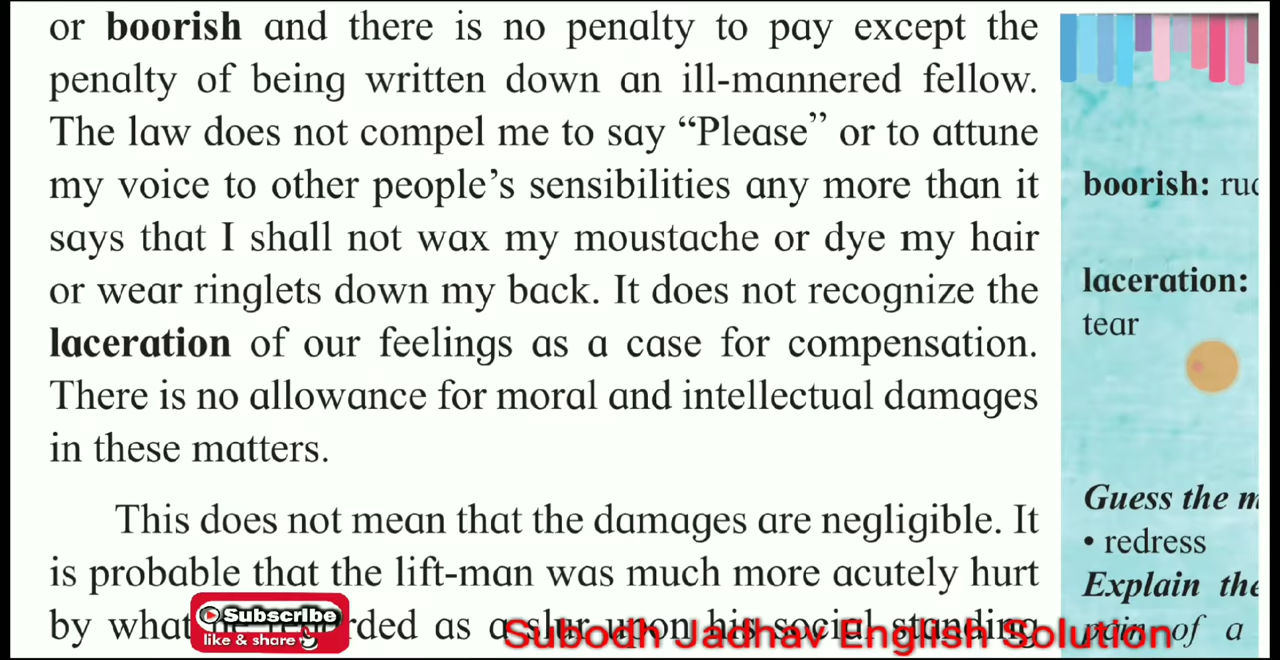 or boorish and there is no penalty to pay except the
penalty of being written down an ill-mannered fellow.
The law does not compel me to say “Please” or to attune
my voice to other people’s sensibilities any more than it
says that I shall not wax my moustache or dye my hair
or wear ringlets down my back. It does not recognize the
laceration of our feelings as a case for compensation.
There is no allowance for moral and intellectual damages
in these matters.
This does not mean that the damages are negligible. It
is probable that the lift-man was much more acutely hurt
by what as a slur upon his social standing
boorish:
laceration:
tear
Guess the
• redress
Explain the
pain of a
Subscribe
like & share
Subodh Jadhav English Solution